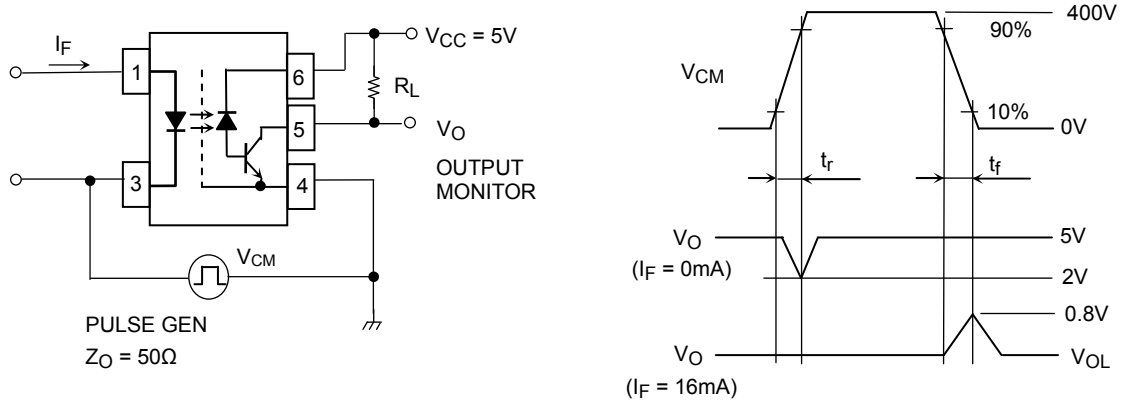 I_F
1
6
5
4
3
V_CC = 5V
R_L
V_O
OUTPUT
MONITOR
V_CM
PULSE GEN
Z_O = 50Ω
400V
90%
V_CM
10%
0V
t_r
t_f
V_O
5V
(I_F = 0mA)
2V
0.8V
V_O
V_OL
(I_F = 16mA)